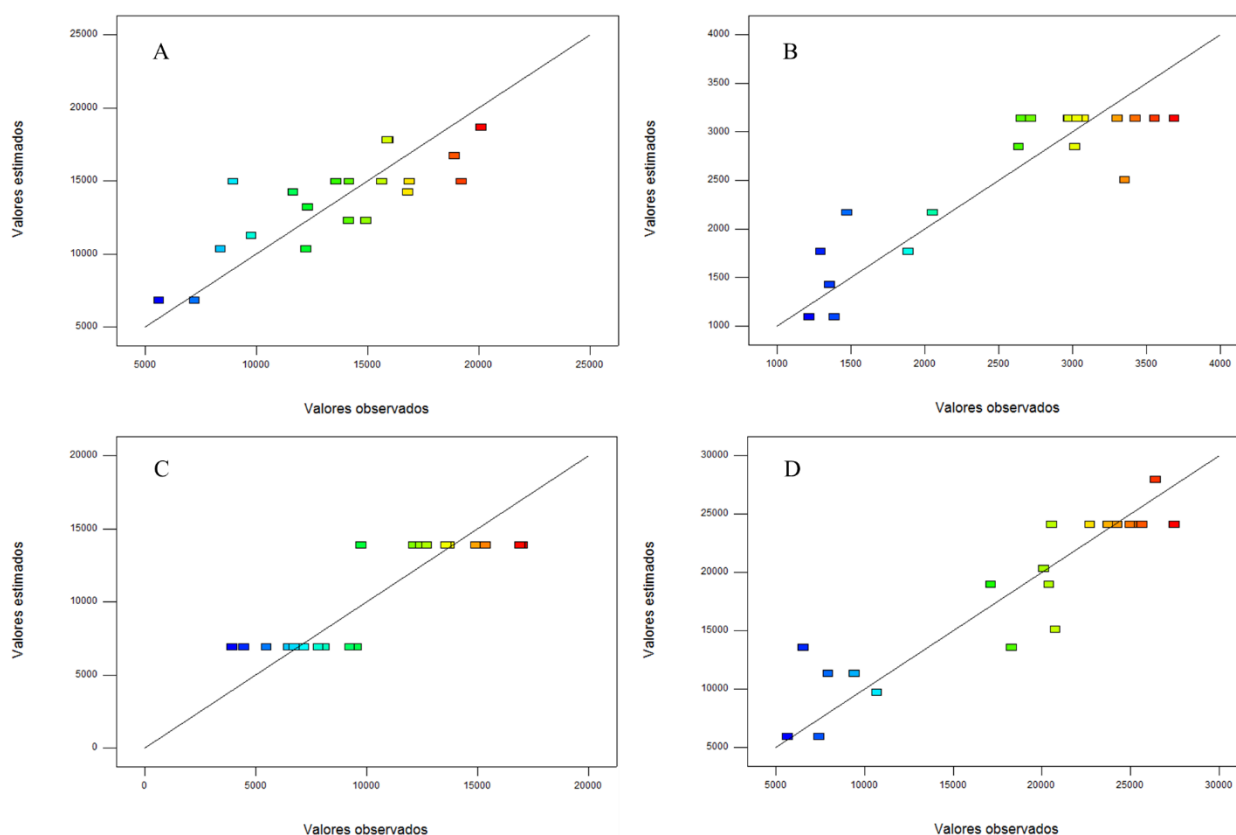 A
25000
20000
15000
10000
5000
Valores estimados
5000 10000 15000 20000 25000
Valores observados
B
4000
3500
3000
2500
2000
1500
1000
Valores estimados
1000 1500 2000 2500 3000 3500 4000
Valores observados
C
20000
15000
10000
5000
0
Valores estimados
0 5000 10000 15000 20000
Valores observados
D
30000
25000
20000
15000
10000
5000
Valores estimados
5000 10000 15000 20000 25000 30000
Valores observados